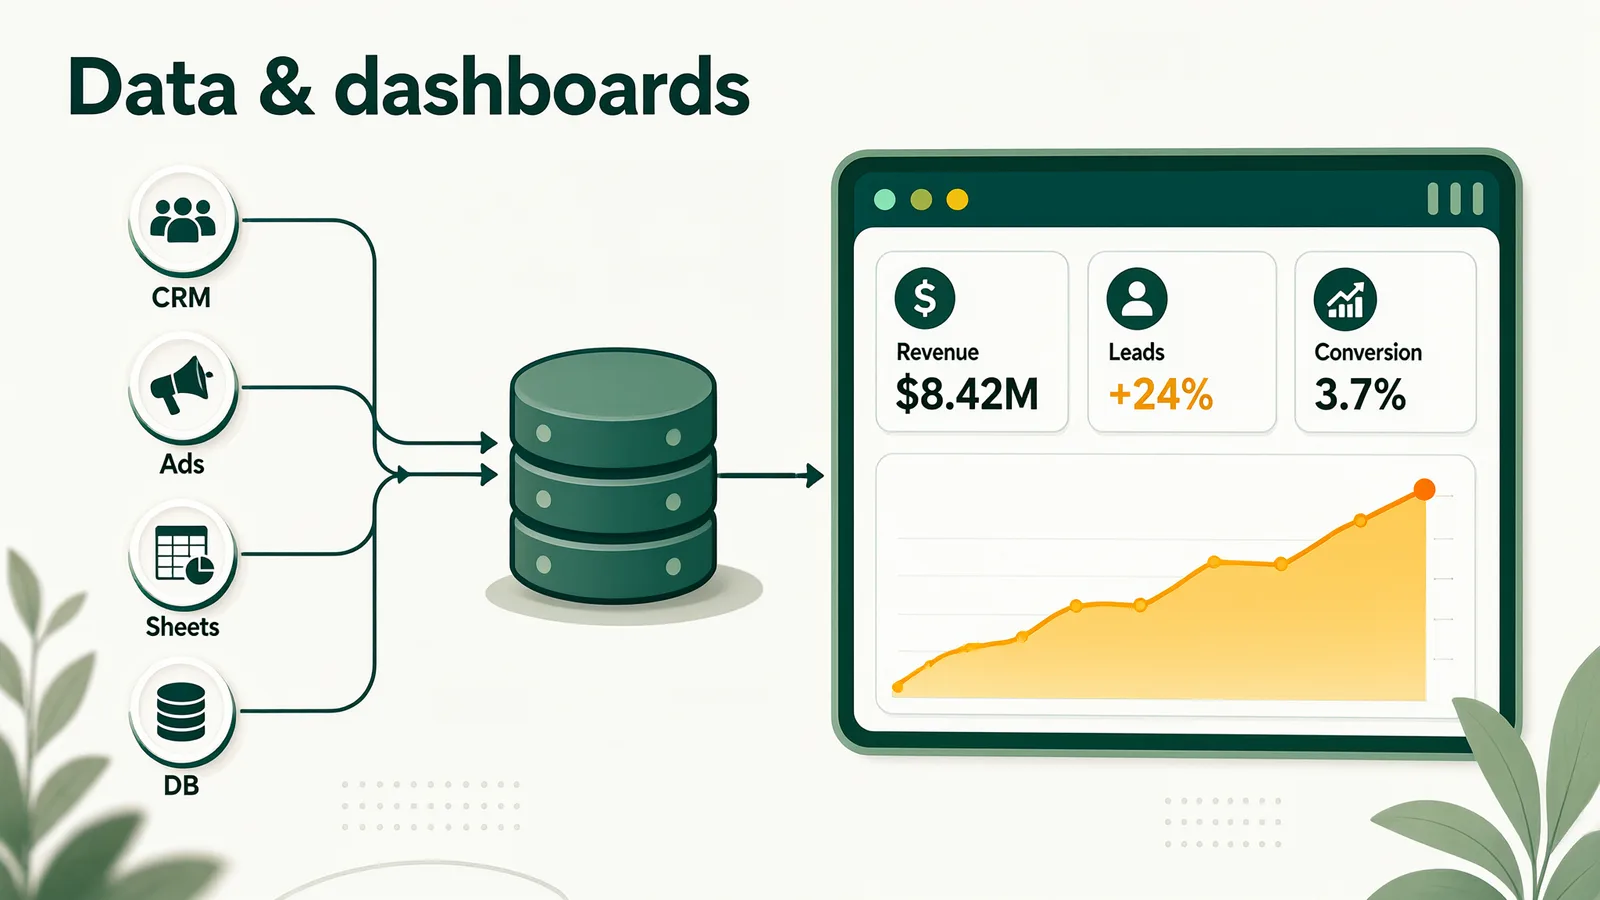 Data & dashboards
CRM
Ads
Sheets
DB
Revenue
$8.42M
Leads
+24%
Conversion
3.7%